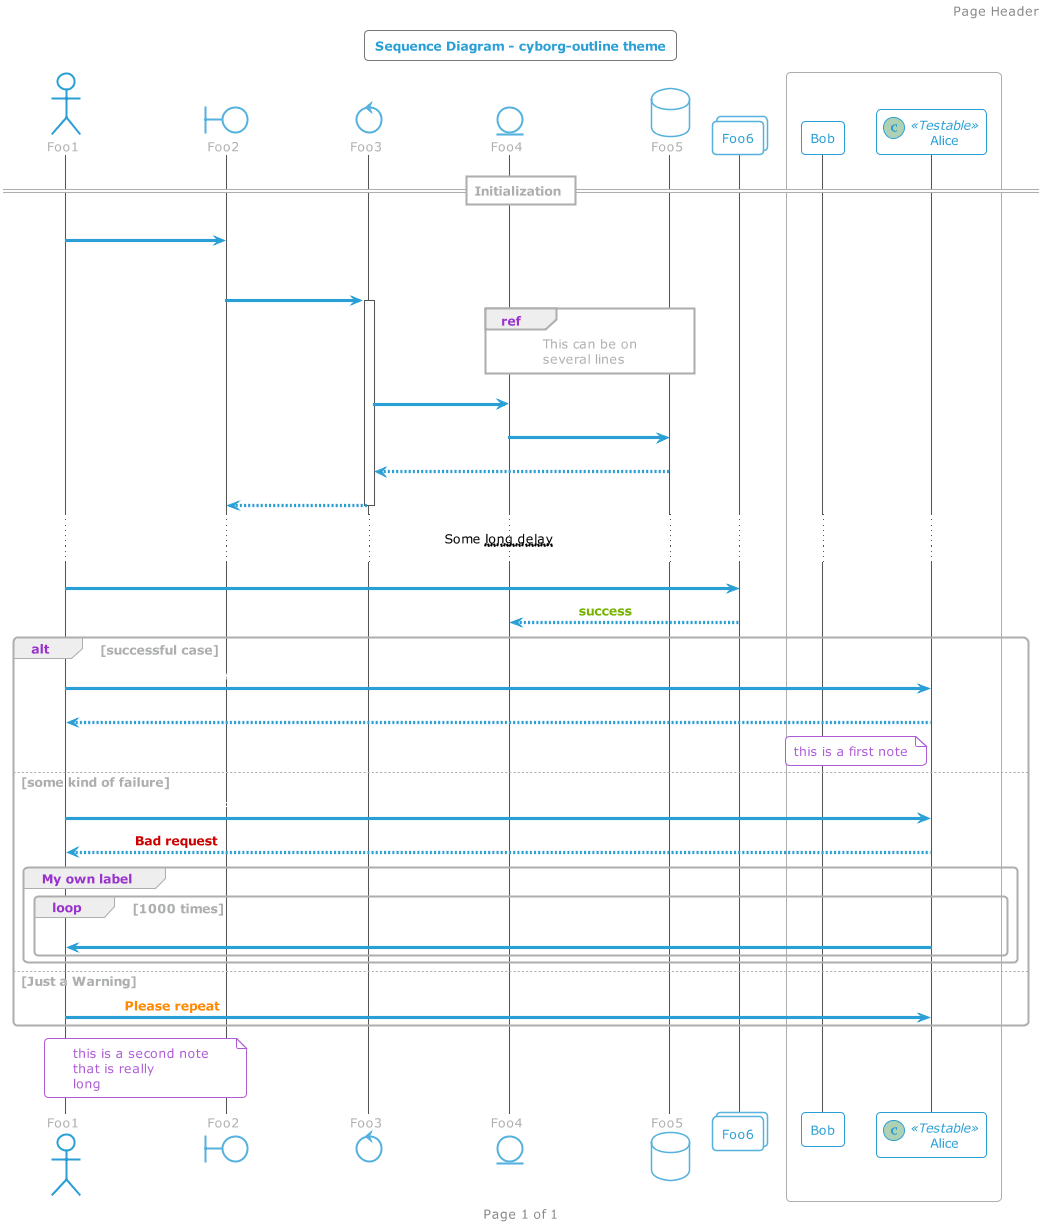 Page Header
Sequence Diagram - cyborg-outline theme
Foo1
Foo2
Foo3
Foo4
Foo5
Foo6
Bob
C
«Testable»
Alice
Initialization
ref
This can be on
several lines
Some long delay
success
alt
[successful case]
this is a first note
[some kind of failure]
Bad request
My own label
loop
[1000 times]
[Just a Warning]
Please repeat
this is a second note
that is really
long
Foo1
Foo2
Foo3
Foo4
Foo5
Foo6
Bob
C
«Testable»
Alice
Page 1 of 1